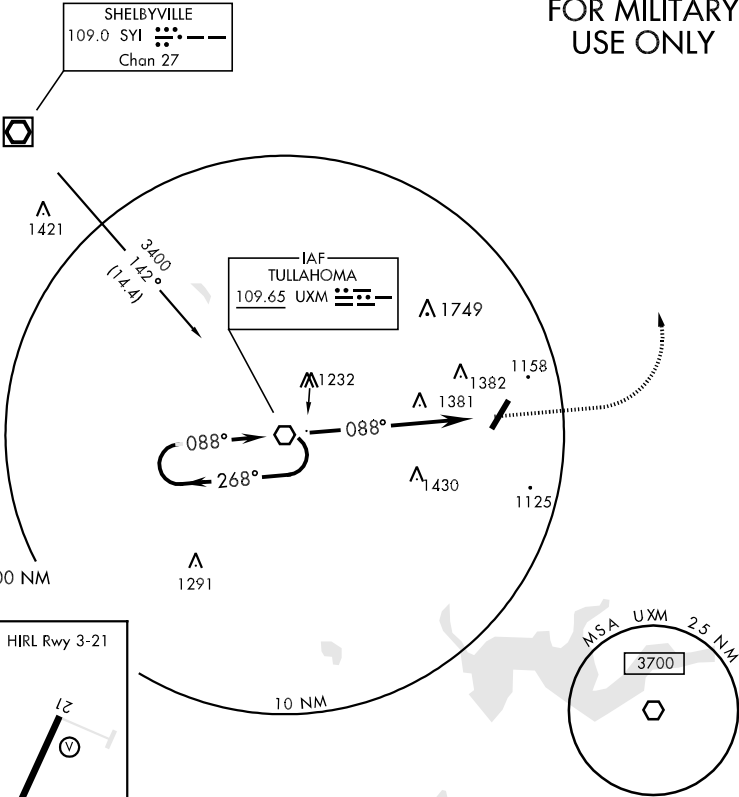 FOR MILITARY
USE ONLY
SHELBYVILLE
109.0 SYI
Chan 27
1421
3400
142°
(14.4)
IAF
TULLAHOMA
109.65 UXM
1749
1232
1382
1158
1381
088°
088°
268°
1430
1125
1291
00 NM
HIRL Rwy 3-21
21
V
10 NM
MSA UXM 25 NM
3700